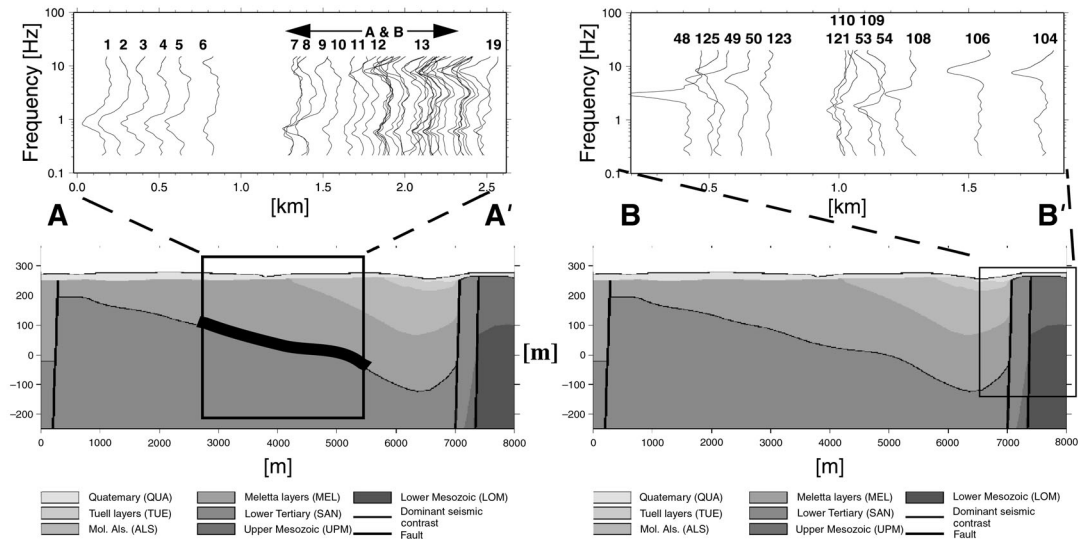 A & B
1 2 3 4 5 6 7 8 9 10 11 12 13 19
Frequency [Hz]
100
10
1
0.1
0.0 0.5 1.0 1.5 2.0 2.5
[km]
A A'
300
200
100
0
−100
−200
0 1000 2000 3000 4000 5000 6000 7000 8000
[m]
[m]
Quatemary (QUA)
Tuell layers (TUE)
Mol. Als. (ALS)
Meletta layers (MEL)
Lower Tertiary (SAN)
Upper Mesozoic (UPM)
Lower Mesozoic (LOM)
Dominant seismic
contrast
Fault
110 109
48 125 49 50 123 121 53 54 108 106 104
Frequency [Hz]
100
10
1
0.1
0.5 1.0 1.5
[km]
B B'
300
200
100
0
−100
−200
0 1000 2000 3000 4000 5000 6000 7000 8000
[m]
Quatemary (QUA)
Tuell layers (TUE)
Mol. Als. (ALS)
Meletta layers (MEL)
Lower Tertiary (SAN)
Upper Mesozoic (UPM)
Lower Mesozoic (LOM)
Dominant seismic
contrast
Fault